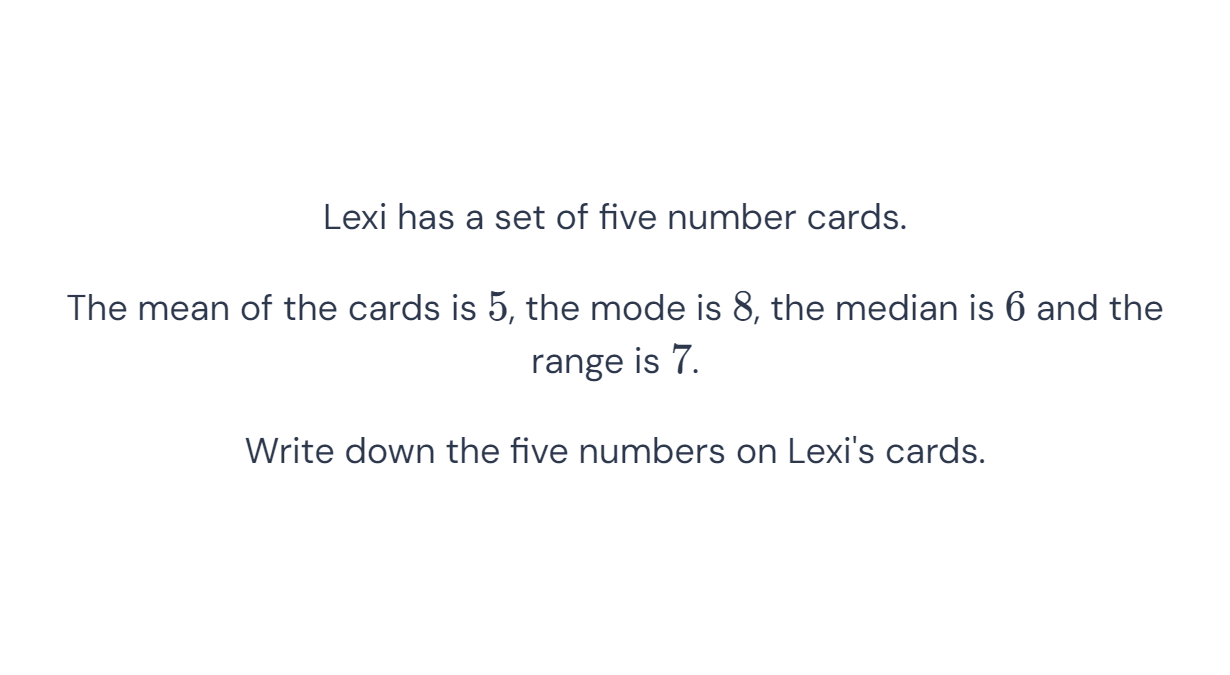 Lexi has a set of five number cards.
The mean of the cards is 5, the mode is 8, the median is 6 and the
range is 7.
Write down the five numbers on Lexi's cards.